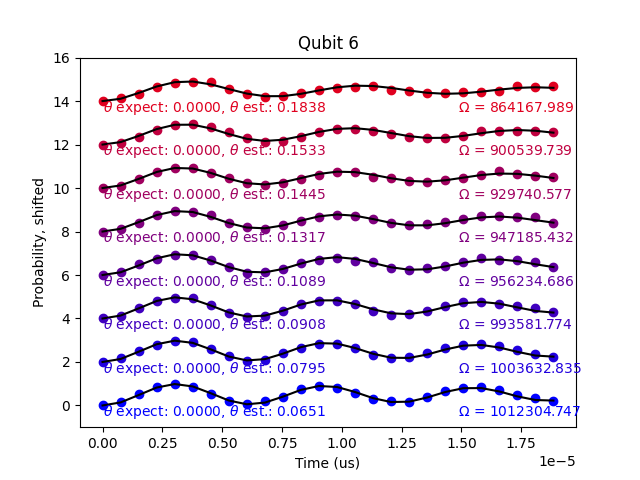 Qubit 6
Probability, shifted
16
14
θ expect: 0.0000, θ est.: 0.1838 Ω = 864167.989
12
θ expect: 0.0000, θ est.: 0.1533 Ω = 900539.739
10
θ expect: 0.0000, θ est.: 0.1445 Ω = 929740.577
8
θ expect: 0.0000, θ est.: 0.1317 Ω = 947185.432
6
θ expect: 0.0000, θ est.: 0.1089 Ω = 956234.686
4
θ expect: 0.0000, θ est.: 0.0908 Ω = 993581.774
2
θ expect: 0.0000, θ est.: 0.0795 Ω = 1003632.835
0
θ expect: 0.0000, θ est.: 0.0651 Ω = 1012304.747
0.00 0.25 0.50 0.75 1.00 1.25 1.50 1.75
Time (us)
1e−5